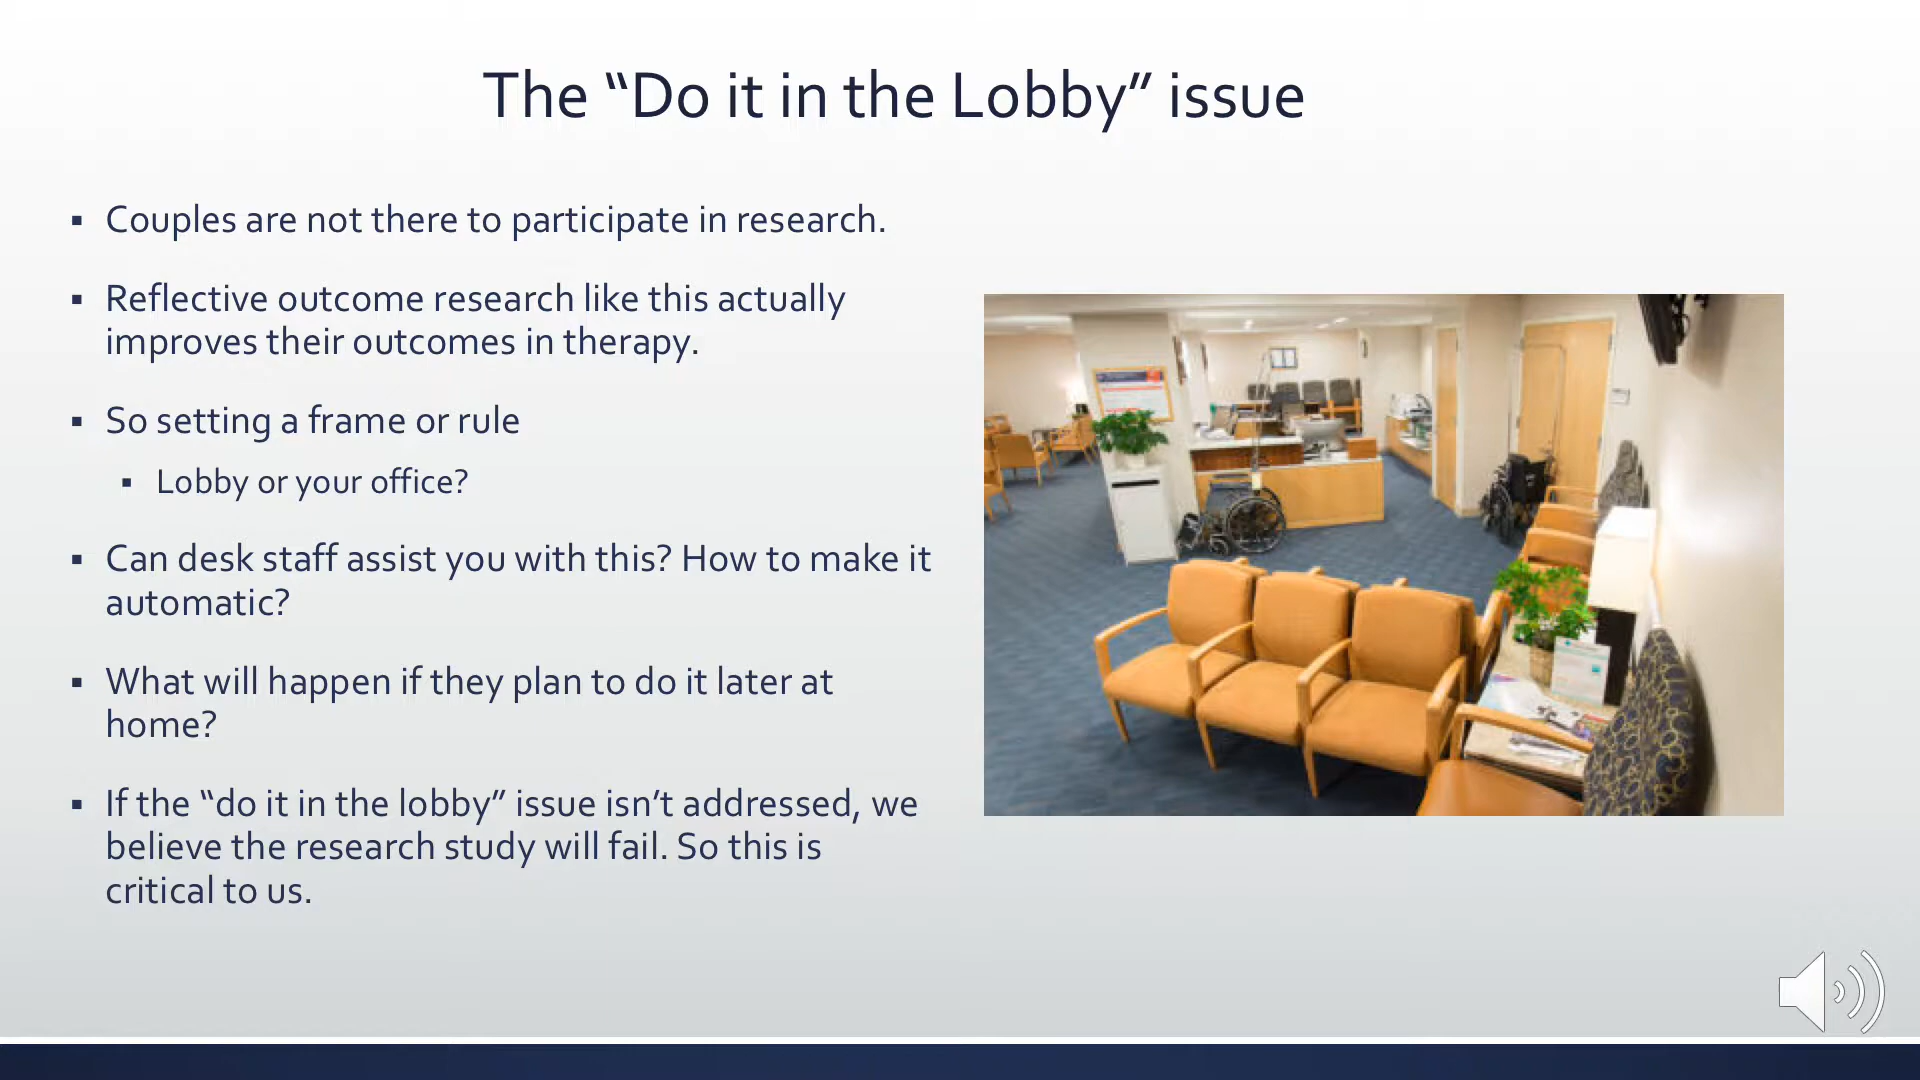 The “Do it in the Lobby” issue
▪ Couples are not there to participate in research.
▪ Reflective outcome research like this actually
improves their outcomes in therapy.
▪ So setting a frame or rule
▪ Lobby or your office?
▪ Can desk staff assist you with this? How to make it
automatic?
▪ What will happen if they plan to do it later at
home?
▪ If the “do it in the lobby” issue isn’t addressed, we
believe the research study will fail. So this is
critical to us.